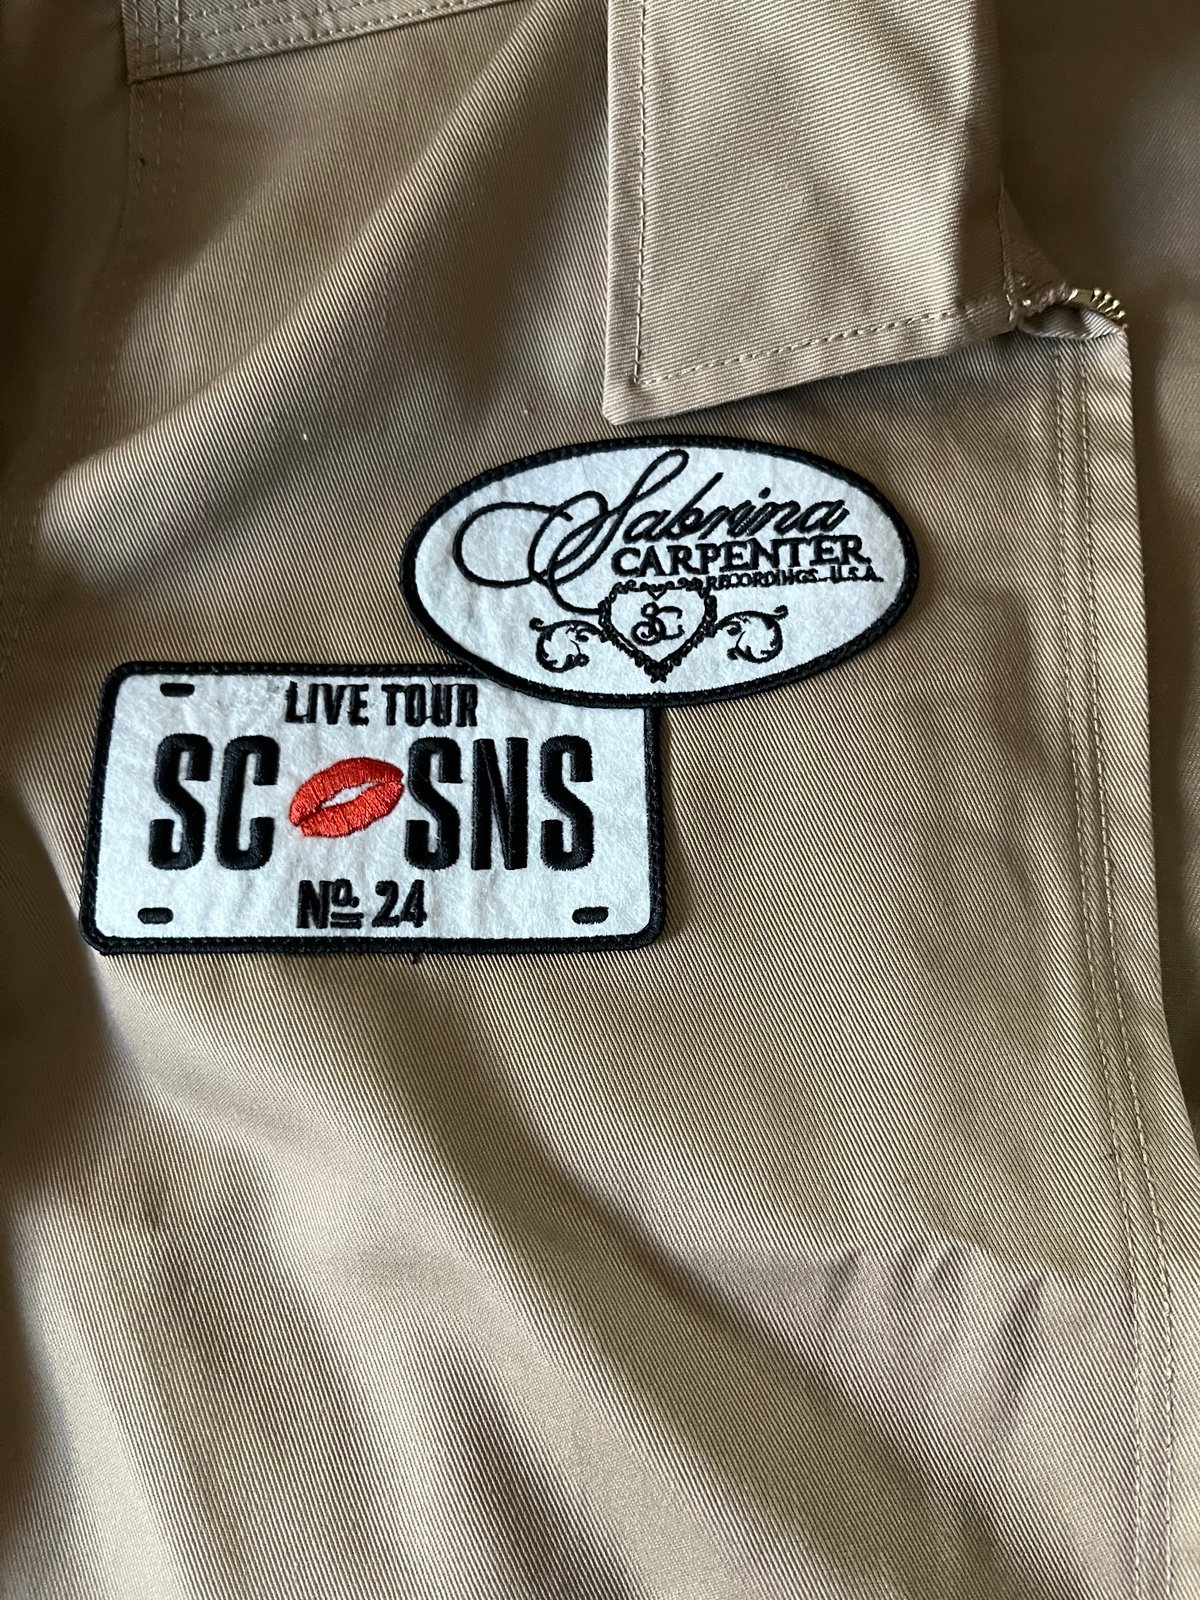 Sabrina
CARPENTER
RECORDINGS U.S.A.
SC
LIVE TOUR
SC SNS
No. 24